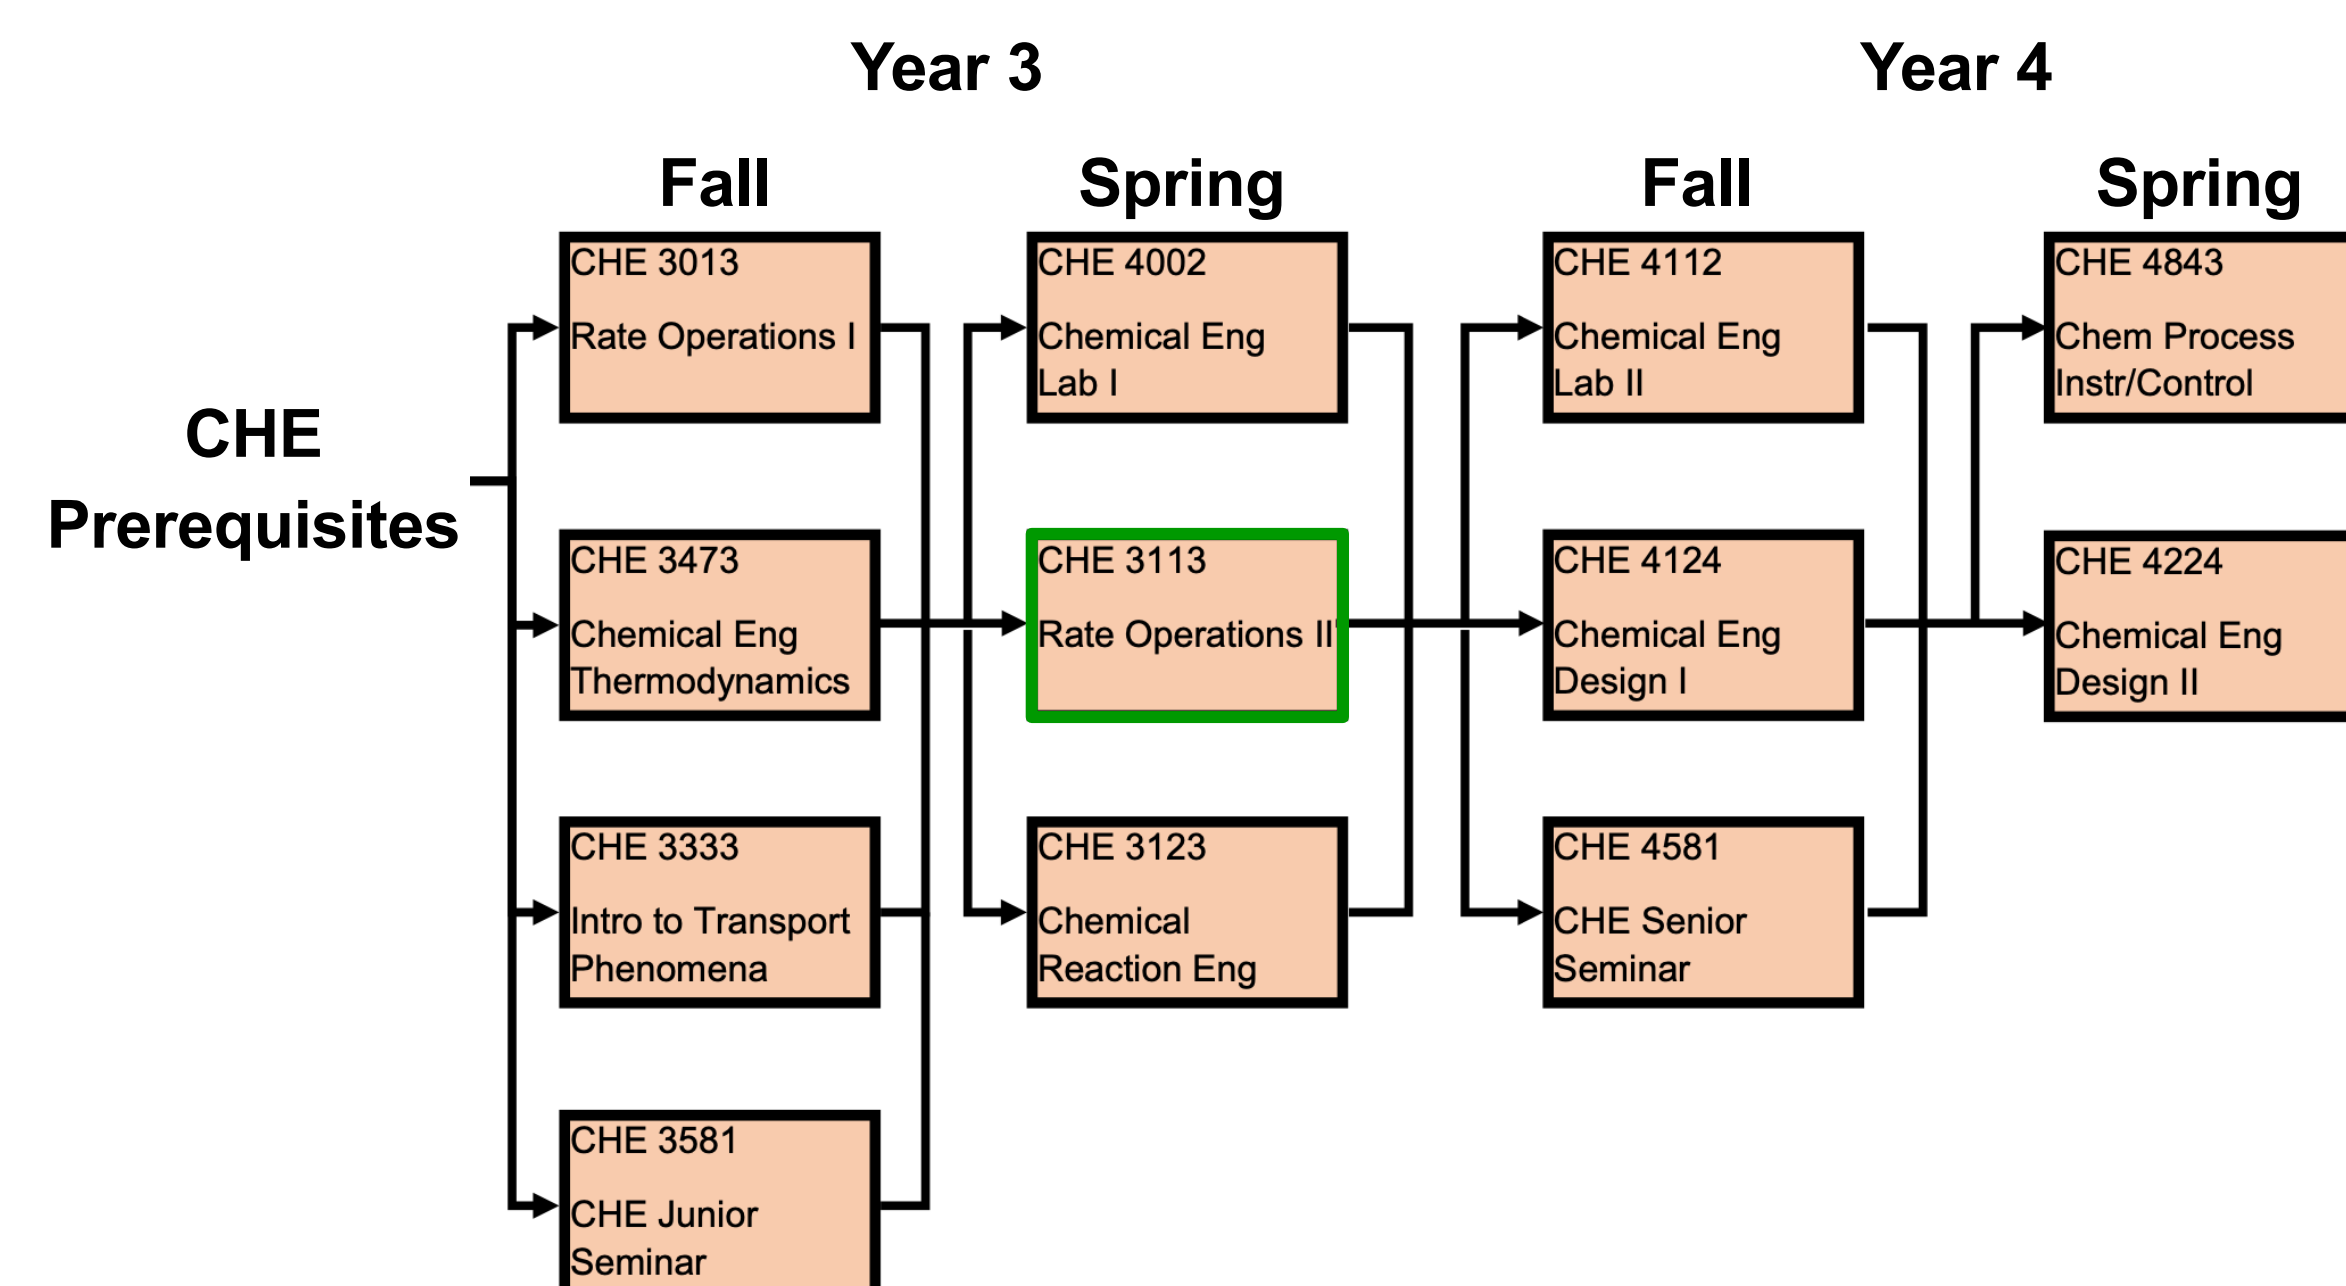 Year 3
Year 4
Fall
Spring
Fall
Spring
CHE
Prerequisites
CHE 3013
Rate Operations I
CHE 3473
Chemical Eng
Thermodynamics
CHE 3333
Intro to Transport
Phenomena
CHE 3581
CHE Junior
Seminar
CHE 4002
Chemical Eng
Lab I
CHE 3113
Rate Operations II
CHE 3123
Chemical
Reaction Eng
CHE 4112
Chemical Eng
Lab II
CHE 4124
Chemical Eng
Design I
CHE 4581
CHE Senior
Seminar
CHE 4843
Chem Process
Instr/Control
CHE 4224
Chemical Eng
Design II